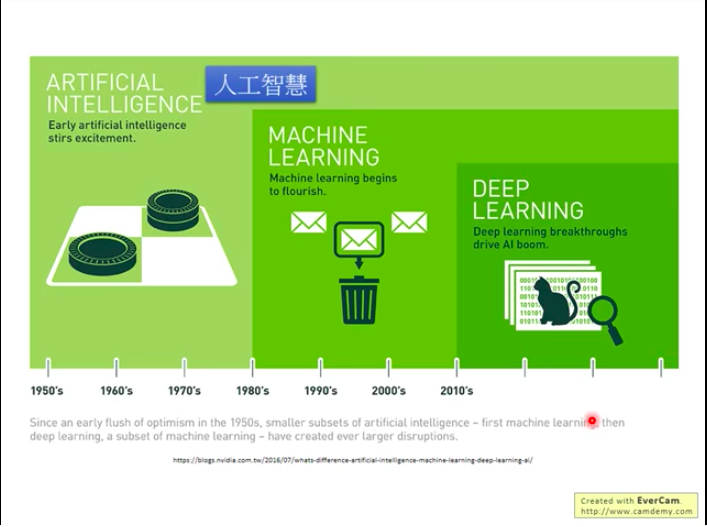 ARTIFICIAL
INTELLIGENCE
人工智慧
Early artificial intelligence
stirs excitement.
MACHINE
LEARNING
Machine learning begins
to flourish.
DEEP
LEARNING
Deep learning breakthroughs
drive AI boom.
1950's 1960's 1970's 1980's 1990's 2000's 2010's
Since an early flush of optimism in the 1950s, smaller subsets of artificial intelligence – first machine learning, then
deep learning, a subset of machine learning – have created ever larger disruptions.
https://blogs.nvidia.com.tw/2016/07/whats-difference-artificial-intelligence-machine-learning-deep-learning-ai/
Created with EverCam.
http://www.camdemy.com